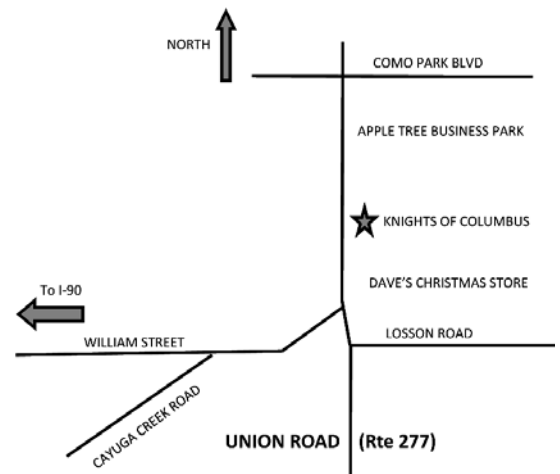 NORTH
COMO PARK BLVD
APPLE TREE BUSINESS PARK
KNIGHTS OF COLUMBUS
DAVE'S CHRISTMAS STORE
To I-90
WILLIAM STREET
LOSSON ROAD
CAYUGA CREEK ROAD
UNION ROAD (Rte 277)